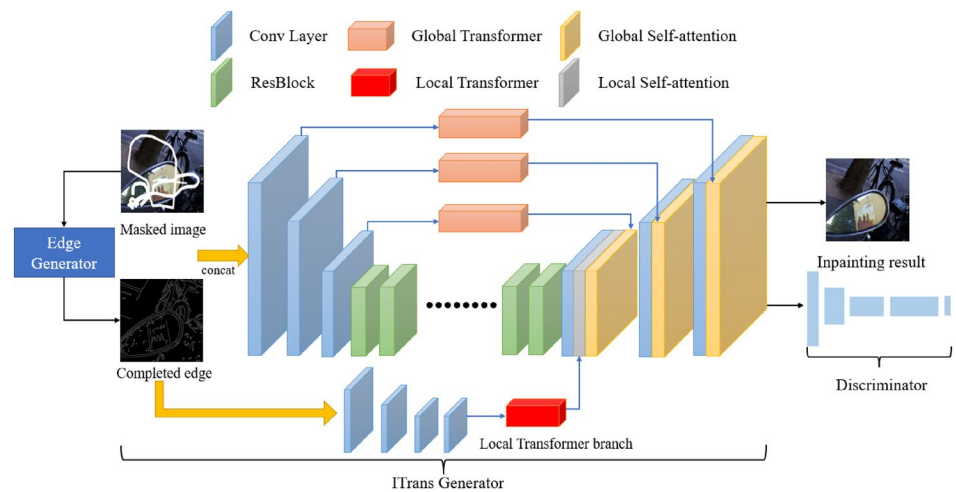 Conv Layer
Global Transformer
Global Self-attention
ResBlock
Local Transformer
Local Self-attention
Masked image
Edge
Generator
concat
Completed edge
Inpainting result
Discriminator
Local Transformer branch
ITrans Generator